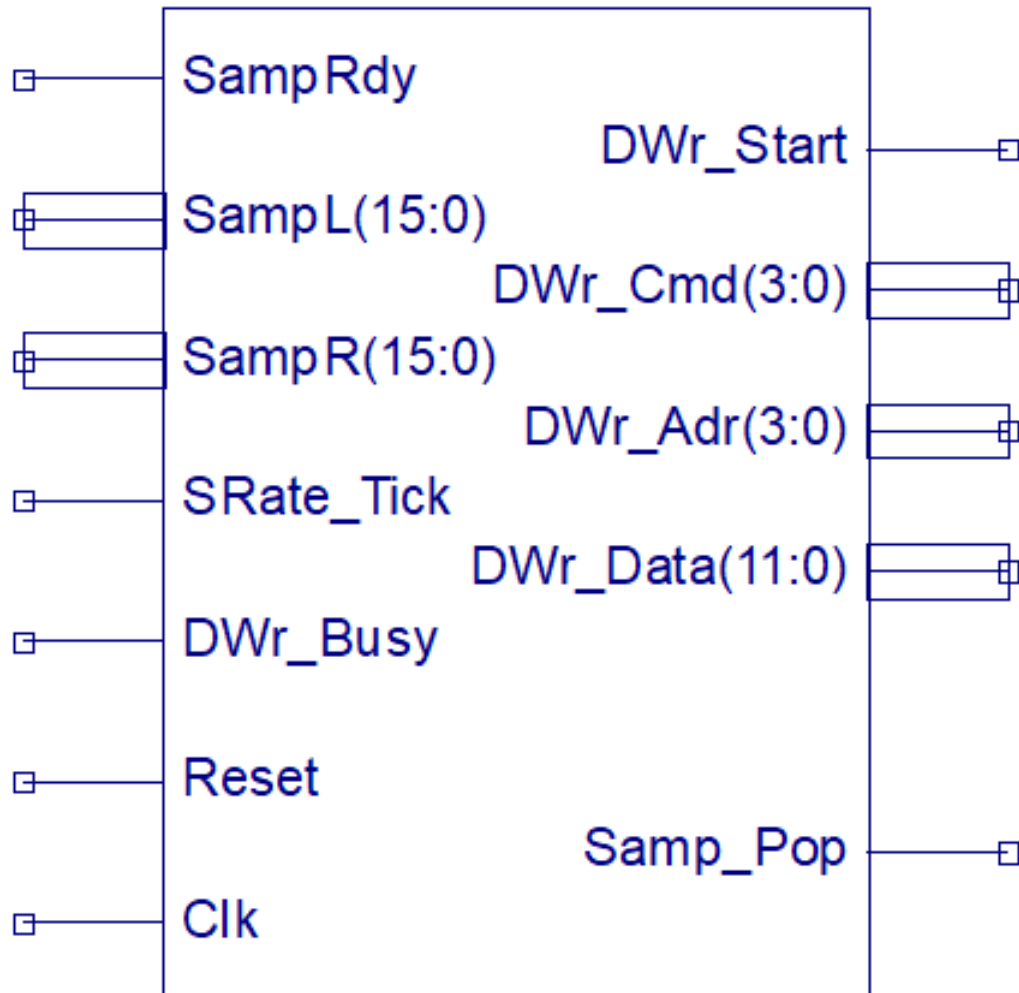 SampRdy
DWr_Start
SampL(15:0)
DWr_Cmd(3:0)
SampR(15:0)
DWr_Adr(3:0)
SRate_Tick
DWr_Data(11:0)
DWr_Busy
Reset
Samp_Pop
Clk